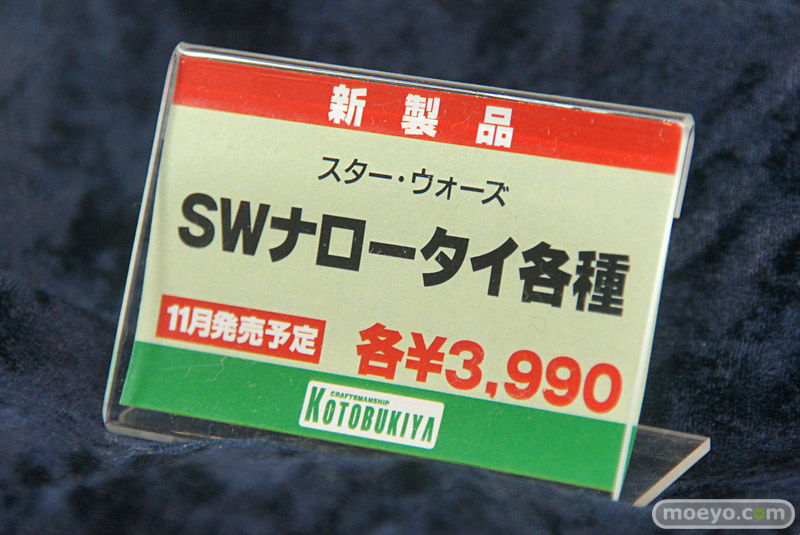 新製品
スター・ウォーズ
SWナロータイ各種
11月発売予定 各¥3,990
CRAFTSMANSHIP
KOTOBUKIYA
moeyo.com